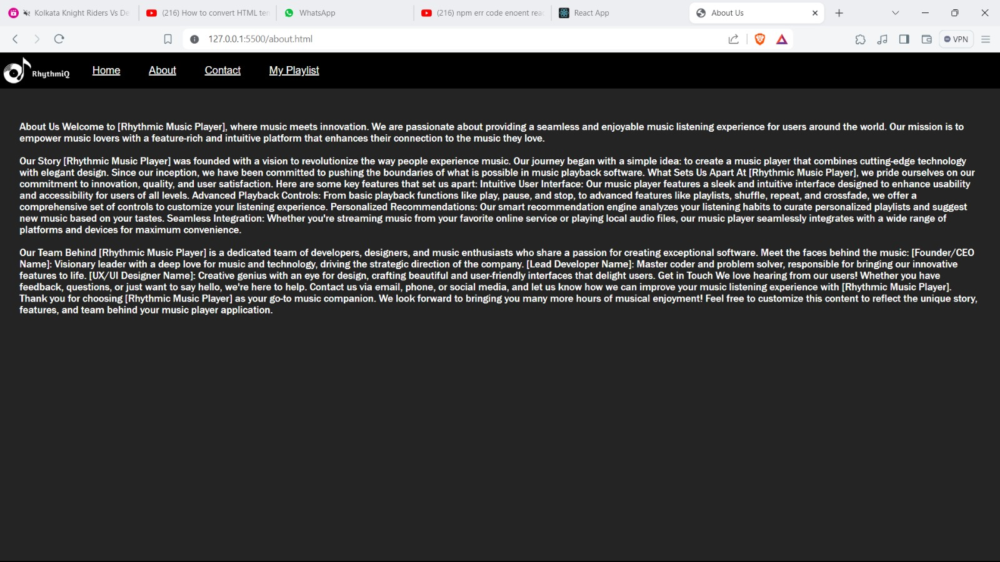 Kolkata Knight Riders Vs De
(216) How to convert HTML tem
WhatsApp
(216) npm err code enoent read
React App
About Us
127.0.0.1:5500/about.html
VPN
RhythmiQ
Home
About
Contact
My Playlist
About Us Welcome to [Rhythmic Music Player], where music meets innovation. We are passionate about providing a seamless and enjoyable music listening experience for users around the world. Our mission is to
empower music lovers with a feature-rich and intuitive platform that enhances their connection to the music they love.
Our Story [Rhythmic Music Player] was founded with a vision to revolutionize the way people experience music. Our journey began with a simple idea: to create a music player that combines cutting-edge technology
with elegant design. Since our inception, we have been committed to pushing the boundaries of what is possible in music playback software. What Sets Us Apart At [Rhythmic Music Player], we pride ourselves on our
commitment to innovation, quality, and user satisfaction. Here are some key features that set us apart: Intuitive User Interface: Our music player features a sleek and intuitive interface designed to enhance usability
and accessibility for users of all levels. Advanced Playback Controls: From basic playback functions like play, pause, and stop, to advanced features like playlists, shuffle, repeat, and crossfade, we offer a
comprehensive set of controls to customize your listening experience. Personalized Recommendations: Our smart recommendation engine analyzes your listening habits to curate personalized playlists and suggest
new music based on your tastes. Seamless Integration: Whether you're streaming music from your favorite online service or playing local audio files, our music player seamlessly integrates with a wide range of
platforms and devices for maximum convenience.
Our Team Behind [Rhythmic Music Player] is a dedicated team of developers, designers, and music enthusiasts who share a passion for creating exceptional software. Meet the faces behind the music: [Founder/CEO
Name]: Visionary leader with a deep love for music and technology, driving the strategic direction of the company. [Lead Developer Name]: Master coder and problem solver, responsible for bringing our innovative
features to life. [UX/UI Designer Name]: Creative genius with an eye for design, crafting beautiful and user-friendly interfaces that delight users. Get in Touch We love hearing from our users! Whether you have
feedback, questions, or just want to say hello, we're here to help. Contact us via email, phone, or social media, and let us know how we can improve your music listening experience with [Rhythmic Music Player].
Thank you for choosing [Rhythmic Music Player] as your go-to music companion. We look forward to bringing you many more hours of musical enjoyment! Feel free to customize this content to reflect the unique story,
features, and team behind your music player application.